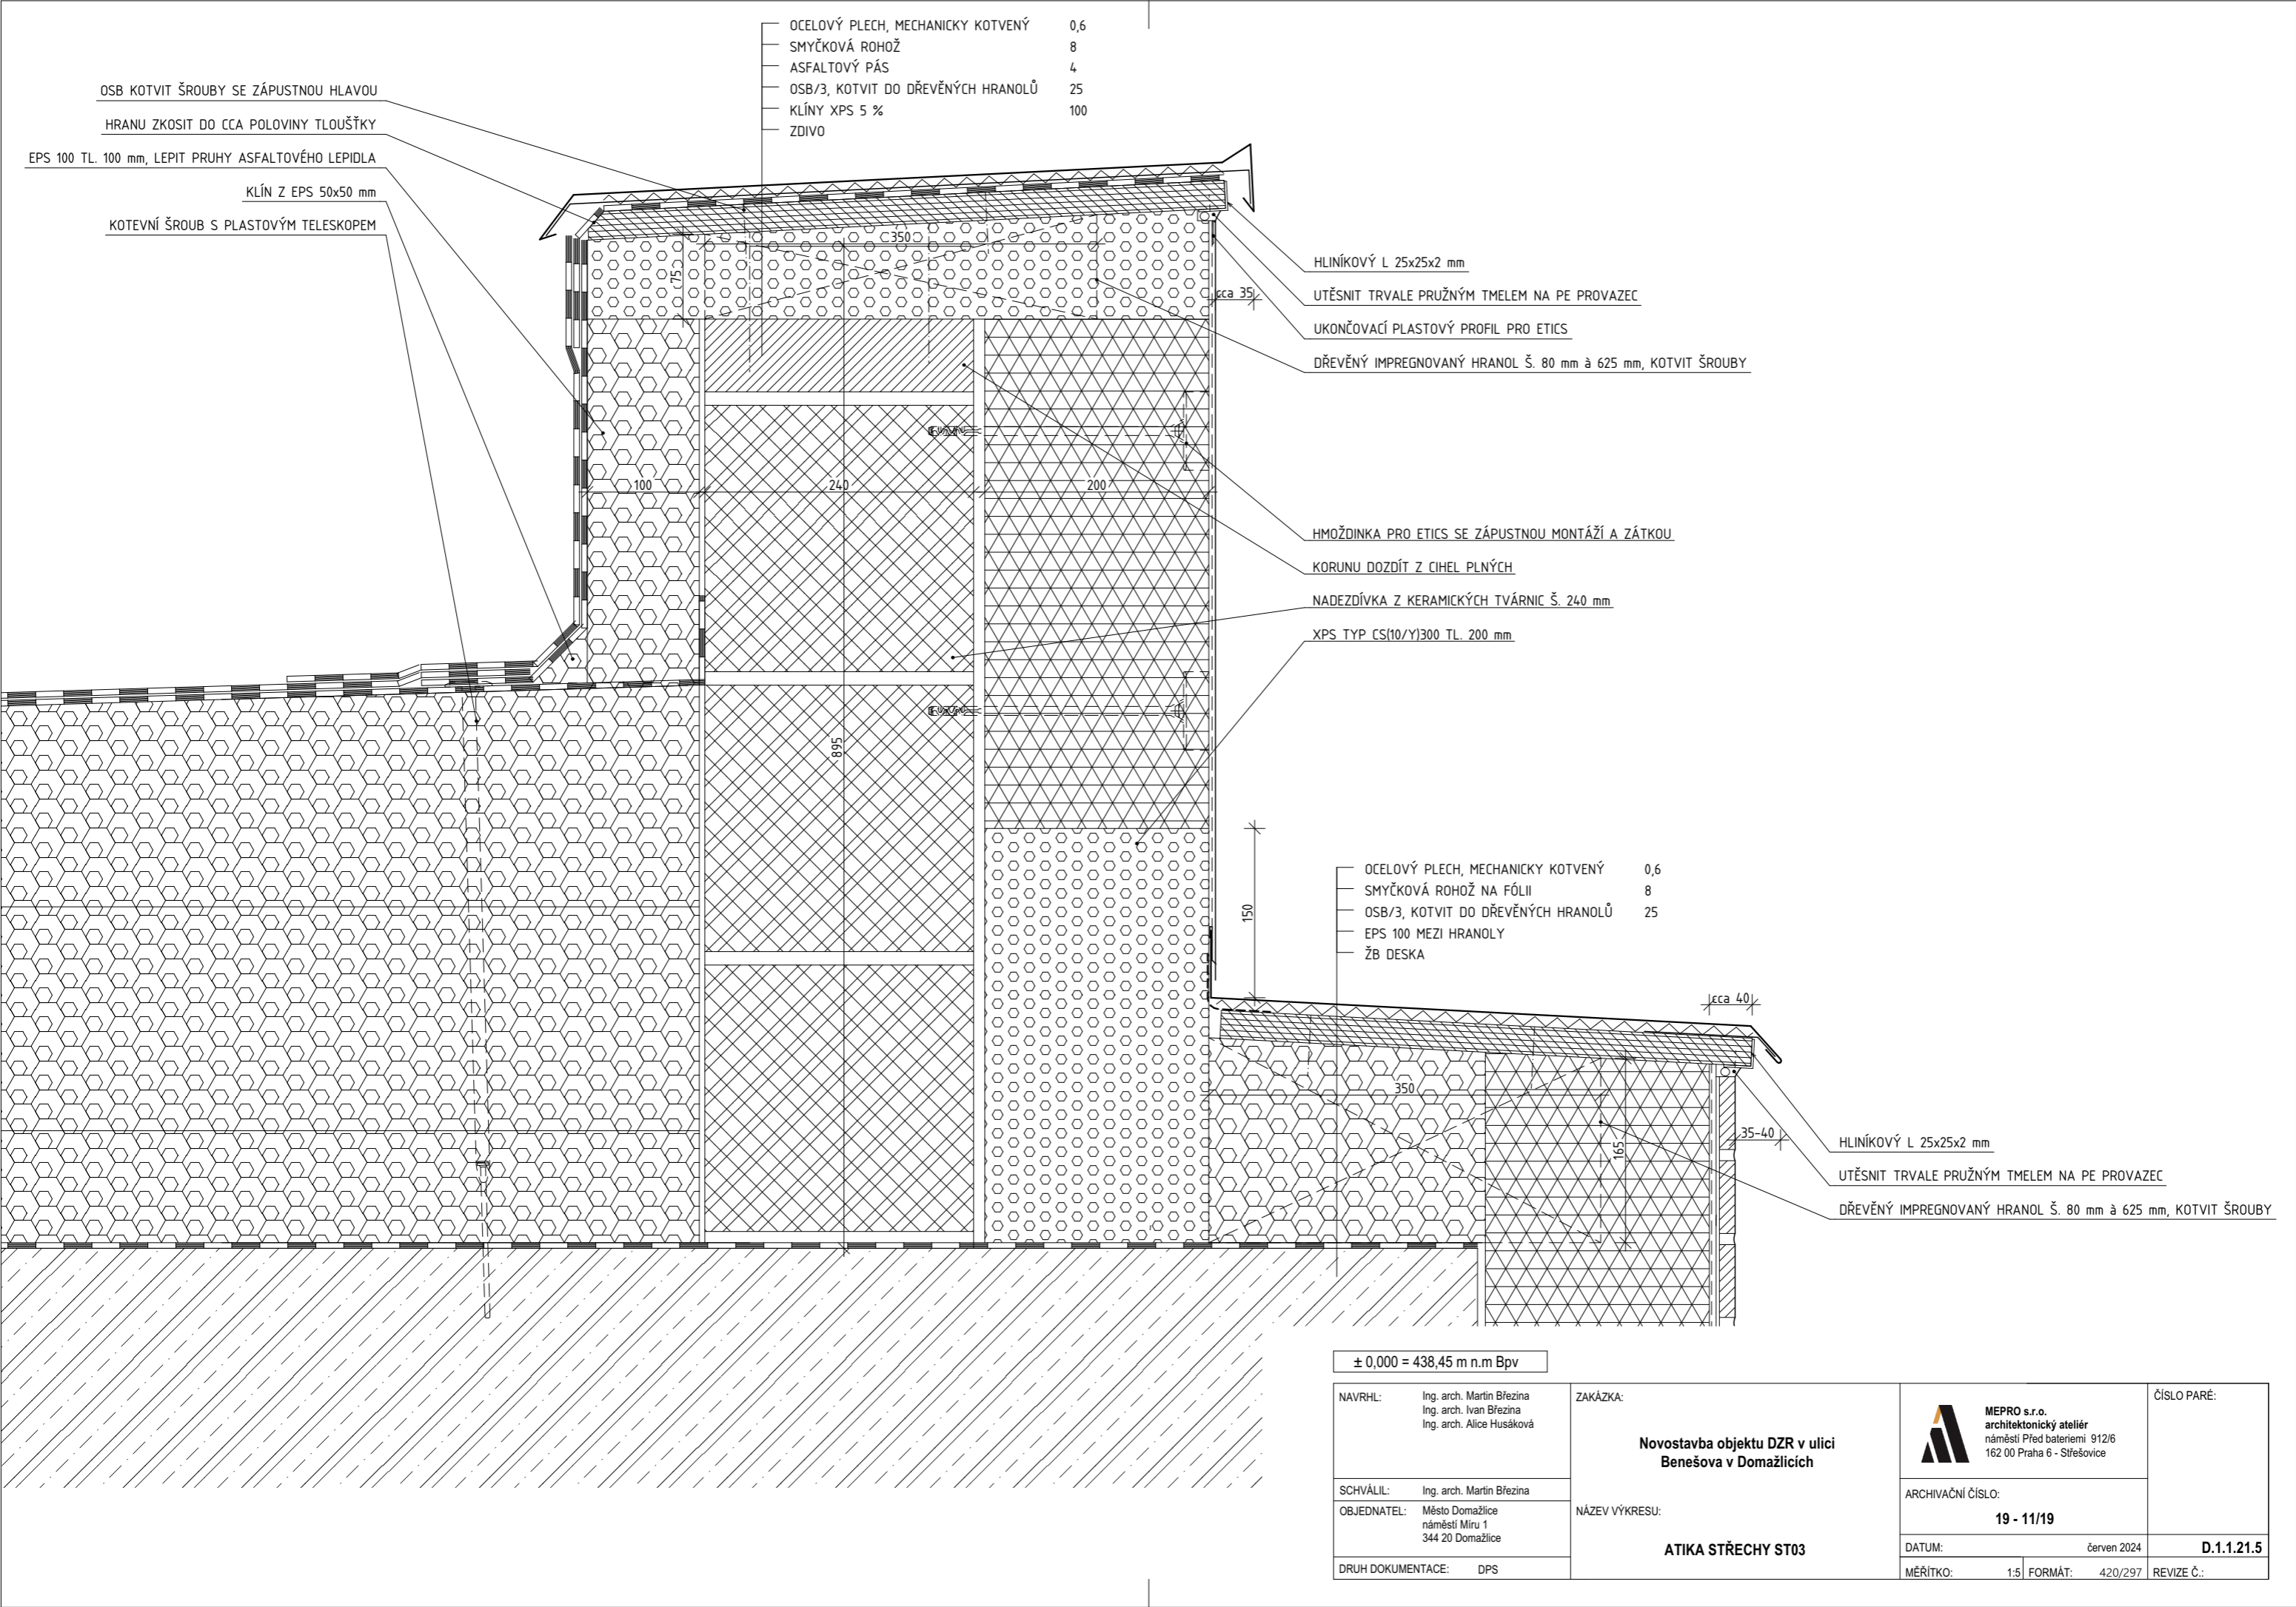 OCELOVÝ PLECH, MECHANICKY KOTVENÝ 0,6
SMYČKOVÁ ROHOŽ 8
ASFALTOVÝ PÁS 4
OSB/3, KOTVIT DO DŘEVĚNÝCH HRANOLŮ 25
KLÍNY XPS 5 % 100
ZDIVO
OSB KOTVIT ŠROUBY SE ZÁPUSTNOU HLAVOU
HRANU ZKOSIT DO CCA POLOVINY TLOUŠŤKY
EPS 100 TL. 100 mm, LEPIT PRUHY ASFALTOVÉHO LEPIDLA
KLÍN Z EPS 50x50 mm
KOTEVNÍ ŠROUB S PLASTOVÝM TELESKOPEM
350
75
cca 35
HLINÍKOVÝ L 25x25x2 mm
UTĚSNIT TRVALE PRUŽNÝM TMELEM NA PE PROVAZEC
UKONČOVACÍ PLASTOVÝ PROFIL PRO ETICS
DŘEVĚNÝ IMPREGNOVANÝ HRANOL Š. 80 mm à 625 mm, KOTVIT ŠROUBY
100
240
200
HMOŽDINKA PRO ETICS SE ZÁPUSTNOU MONTÁŽÍ A ZÁTKOU
KORUNU DOZDÍT Z CIHEL PLNÝCH
NADEZDÍVKA Z KERAMICKÝCH TVÁRNIC Š. 240 mm
XPS TYP CS(10/Y)300 TL. 200 mm
895
150
OCELOVÝ PLECH, MECHANICKY KOTVENÝ 0,6
SMYČKOVÁ ROHOŽ NA FÓLII 8
OSB/3, KOTVIT DO DŘEVĚNÝCH HRANOLŮ 25
EPS 100 MEZI HRANOLY
ŽB DESKA
cca 40
350
165
35-40
HLINÍKOVÝ L 25x25x2 mm
UTĚSNIT TRVALE PRUŽNÝM TMELEM NA PE PROVAZEC
DŘEVĚNÝ IMPREGNOVANÝ HRANOL Š. 80 mm à 625 mm, KOTVIT ŠROUBY
± 0,000 = 438,45 m n.m Bpv
NAVRHL: Ing. arch. Martin Březina
Ing. arch. Ivan Březina
Ing. arch. Alice Husáková
SCHVÁLIL: Ing. arch. Martin Březina
OBJEDNATEL: Město Domažlice
náměstí Míru 1
344 20 Domažlice
DRUH DOKUMENTACE: DPS
ZAKÁZKA:
Novostavba objektu DZR v ulici
Benešova v Domažlicích
NÁZEV VÝKRESU:
ATIKA STŘECHY ST03
MEPRO s.r.o.
architektonický ateliér
náměstí Před bateriemi 912/6
162 00 Praha 6 - Střešovice
ARCHIVAČNÍ ČÍSLO:
19 - 11/19
DATUM: červen 2024
MĚŘÍTKO: 1:5 FORMÁT: 420/297
ČÍSLO PARÉ:
D.1.1.21.5
REVIZE Č.: